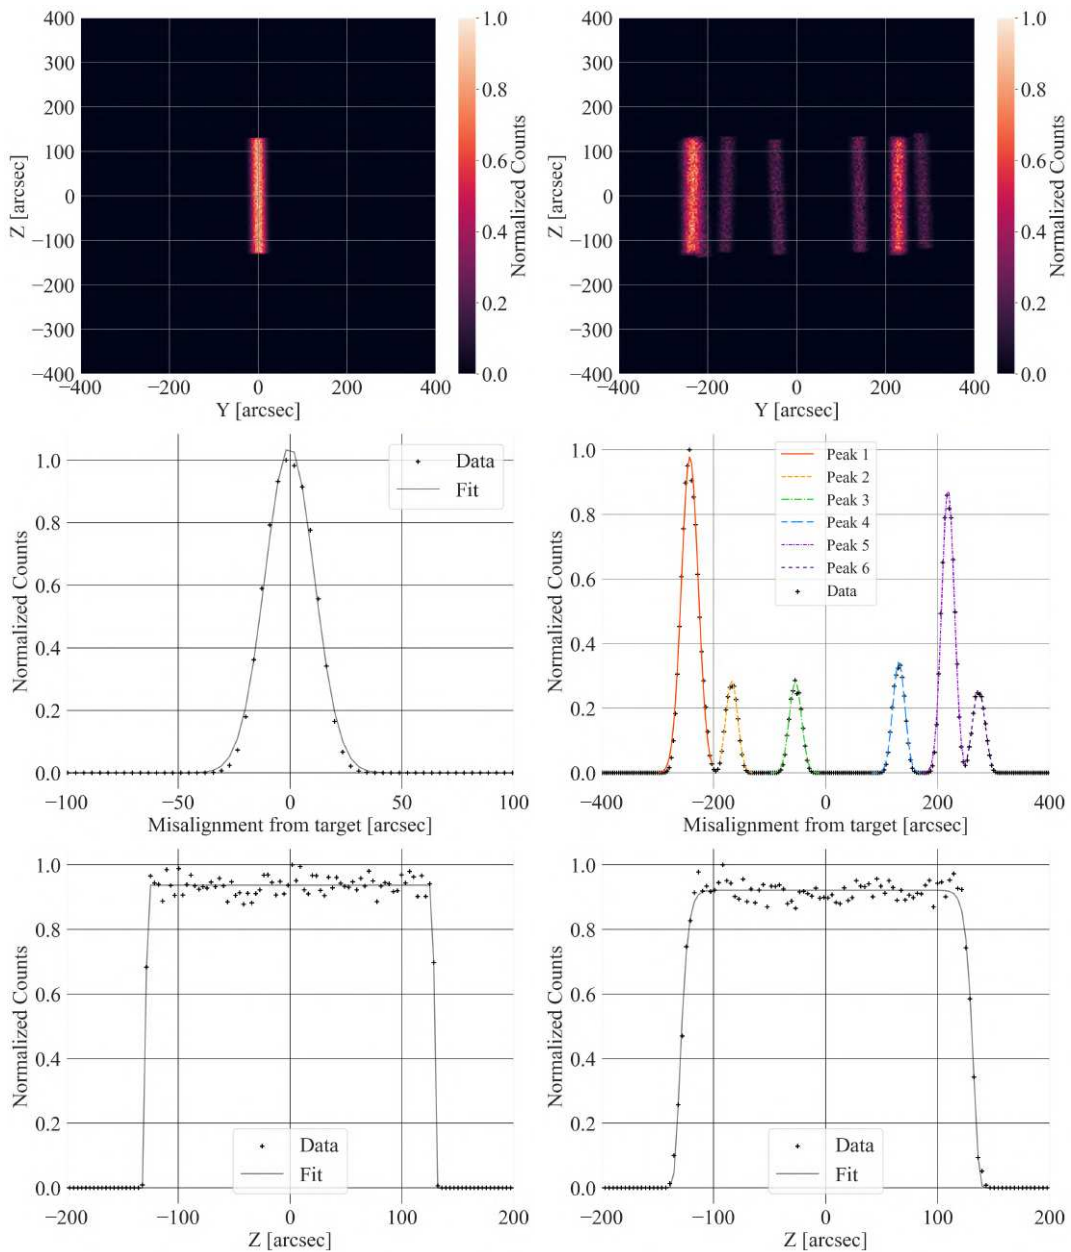 400
300
200
100
0
−100
−200
−300
−400
Z [arcsec]
−400 −200 0 200 400
Y [arcsec]
1.0
0.8
0.6
0.4
0.2
0.0
Normalized Counts
400
300
200
100
0
−100
−200
−300
−400
Z [arcsec]
−400 −200 0 200 400
Y [arcsec]
1.0
0.8
0.6
0.4
0.2
0.0
Normalized Counts
1.0
0.8
0.6
0.4
0.2
0.0
Normalized Counts
Data
Fit
−100 −50 0 50 100
Misalignment from target [arcsec]
1.0
0.8
0.6
0.4
0.2
0.0
Normalized Counts
Peak 1
Peak 2
Peak 3
Peak 4
Peak 5
Peak 6
Data
−400 −200 0 200 400
Misalignment from target [arcsec]
1.0
0.8
0.6
0.4
0.2
0.0
Normalized Counts
Data
Fit
−200 −100 0 100 200
Z [arcsec]
1.0
0.8
0.6
0.4
0.2
0.0
Normalized Counts
Data
Fit
−200 −100 0 100 200
Z [arcsec]